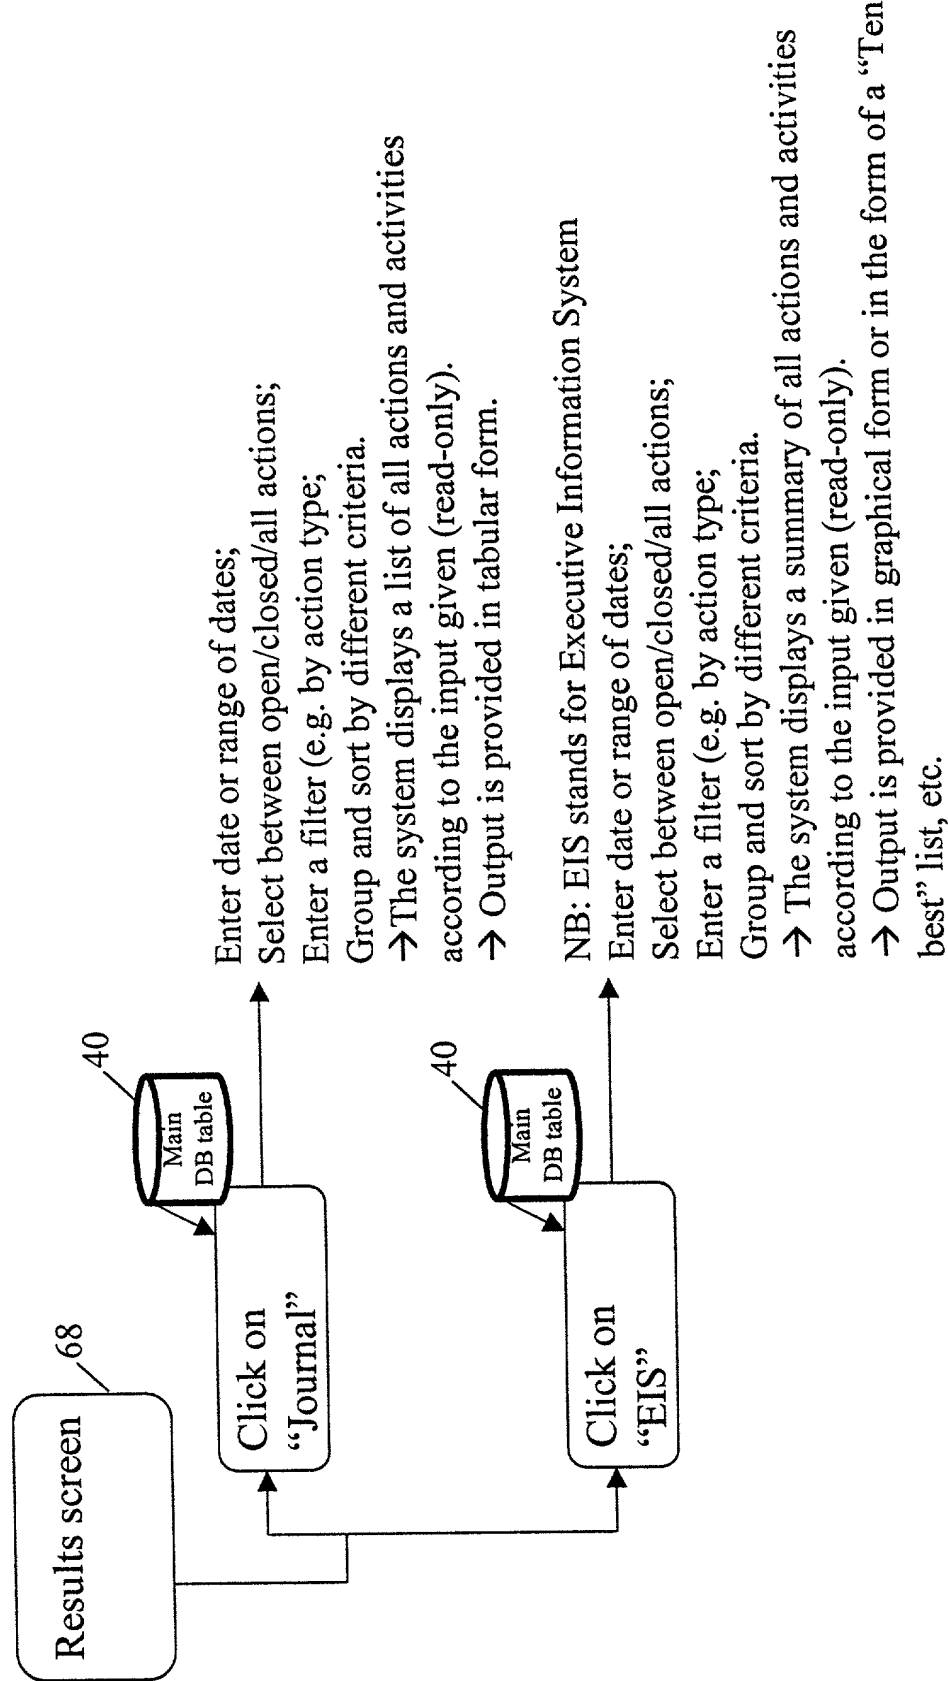 Results screen
68
Click on
“Journal”
Main
DB table
40
Enter date or range of dates;
Select between open/closed/all actions;
Enter a filter (e.g. by action type;
Group and sort by different criteria.
→The system displays a list of all actions and activities
according to the input given (read-only).
→ Output is provided in tabular form.
Click on
“EIS”
Main
DB table
40
NB: EIS stands for Executive Information System
Enter date or range of dates;
Select between open/closed/all actions;
Enter a filter (e.g. by action type;
Group and sort by different criteria.
→ The system displays a summary of all actions and activities
according to the input given (read-only).
→ Output is provided in graphical form or in the form of a “Ten
best” list, etc.